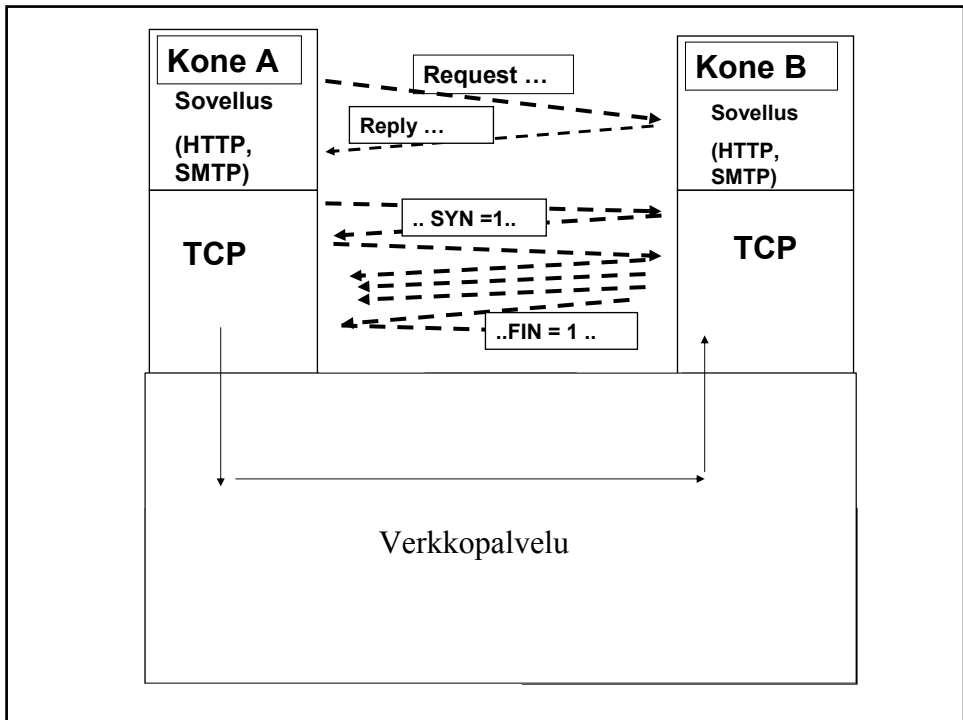 Kone A
Sovellus
(HTTP,
SMTP)
TCP
Request …
Reply …
.. SYN =1..
..FIN = 1 ..
Kone B
Sovellus
(HTTP,
SMTP)
TCP
Verkkopalvelu